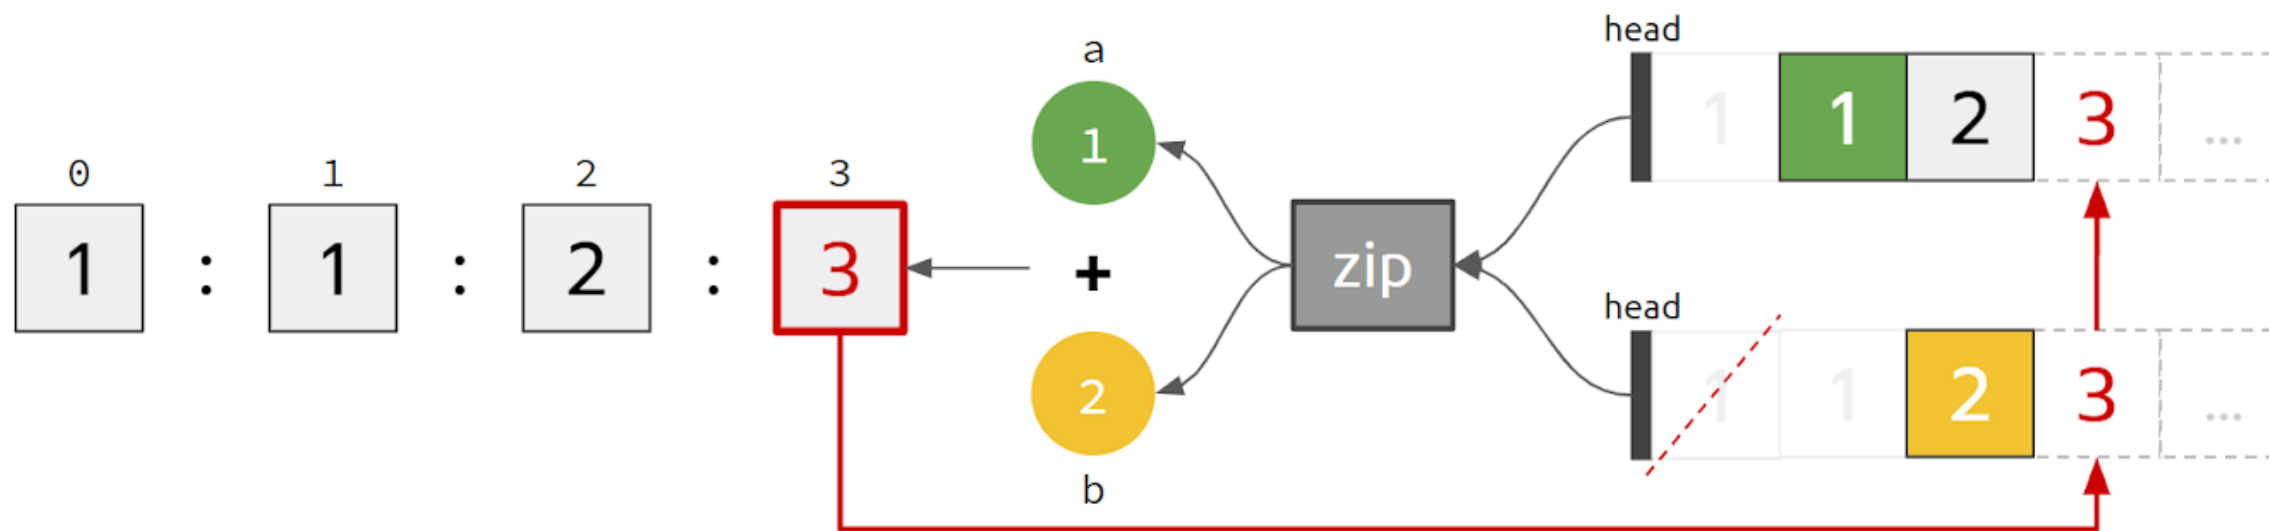 head
a
1 1 2 3 ...
1
0 1 2 3
1 : 1 : 2 : 3
+
zip
head
1 1 2 3 ...
2
b